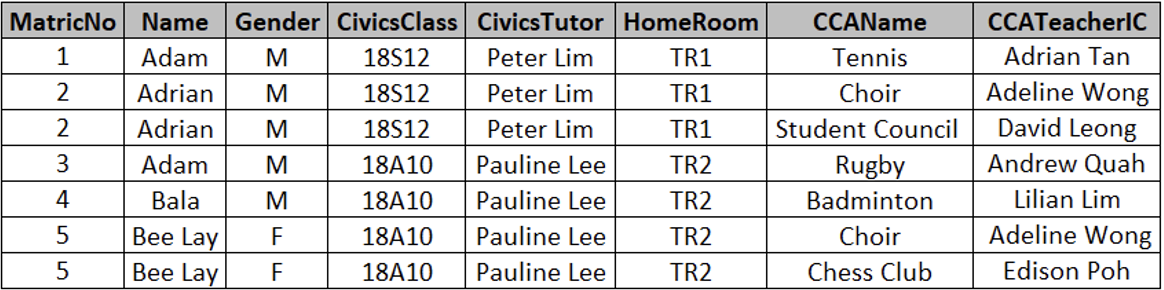 MatricNo Name Gender CivicsClass CivicsTutor HomeRoom CCAName CCATeacherIC
1 Adam M 18S12 Peter Lim TR1 Tennis Adrian Tan
2 Adrian M 18S12 Peter Lim TR1 Choir Adeline Wong
2 Adrian M 18S12 Peter Lim TR1 Student Council David Leong
3 Adam M 18A10 Pauline Lee TR2 Rugby Andrew Quah
4 Bala M 18A10 Pauline Lee TR2 Badminton Lilian Lim
5 Bee Lay F 18A10 Pauline Lee TR2 Choir Adeline Wong
5 Bee Lay F 18A10 Pauline Lee TR2 Chess Club Edison Poh